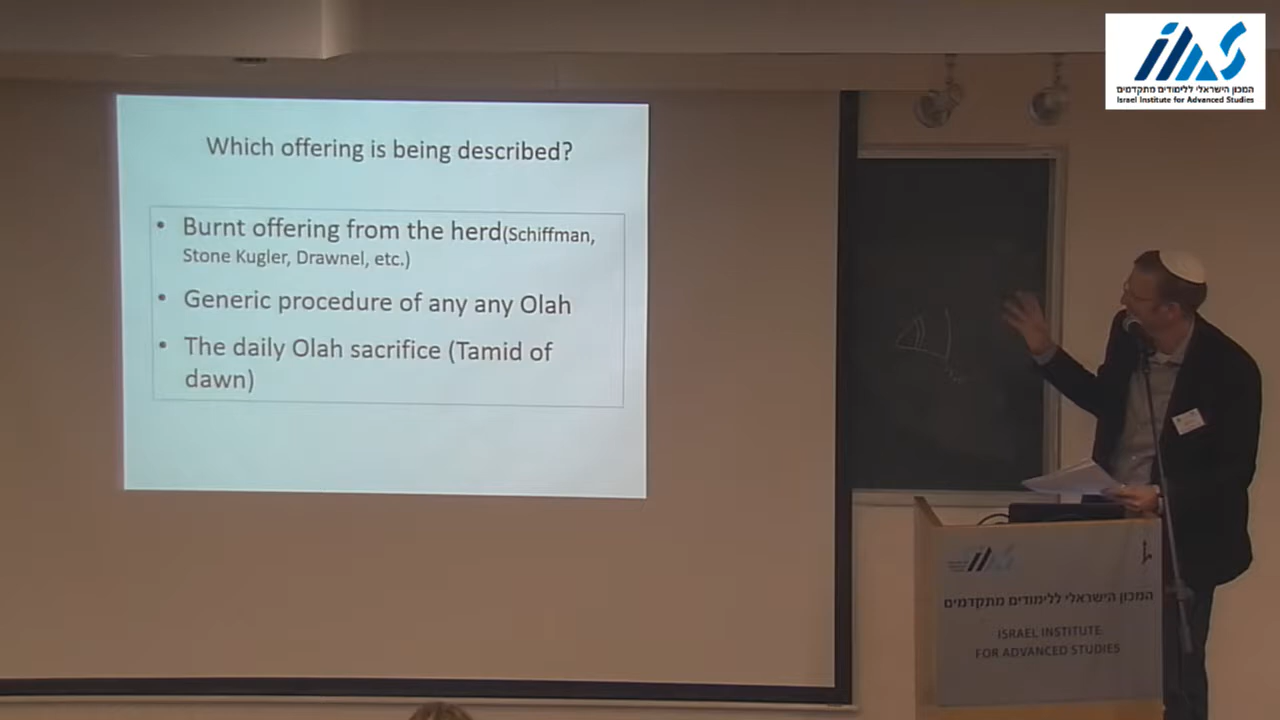 Which offering is being described?
• Burnt offering from the herd(Schiffman,
Stone Kugler, Drawnel, etc.)
• Generic procedure of any any Olah
• The daily Olah sacrifice (Tamid of
dawn)
המכון הישראלי ללימודים מתקדמים
Israel Institute for Advanced Studies
המכון הישראלי ללימודים מתקדמים
ISRAEL INSTITUTE
FOR ADVANCED STUDIES